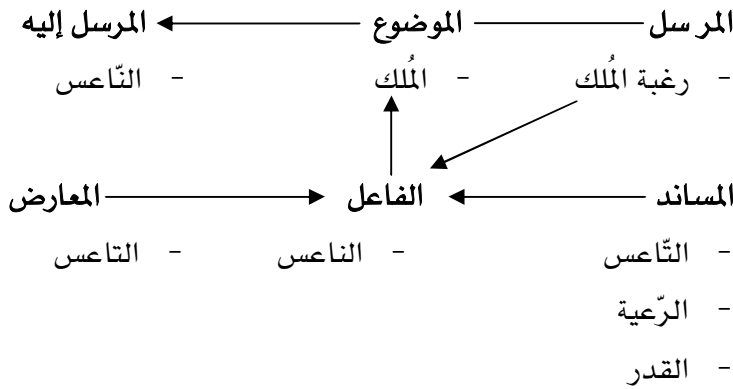 المرسل الموضوع المرسل إليه
- رغبة المُلك - المُلك - النّاعس
المساند الفاعل المعارض
- التّاعس - الناعس - التاعس
- الرّعية
- القدر